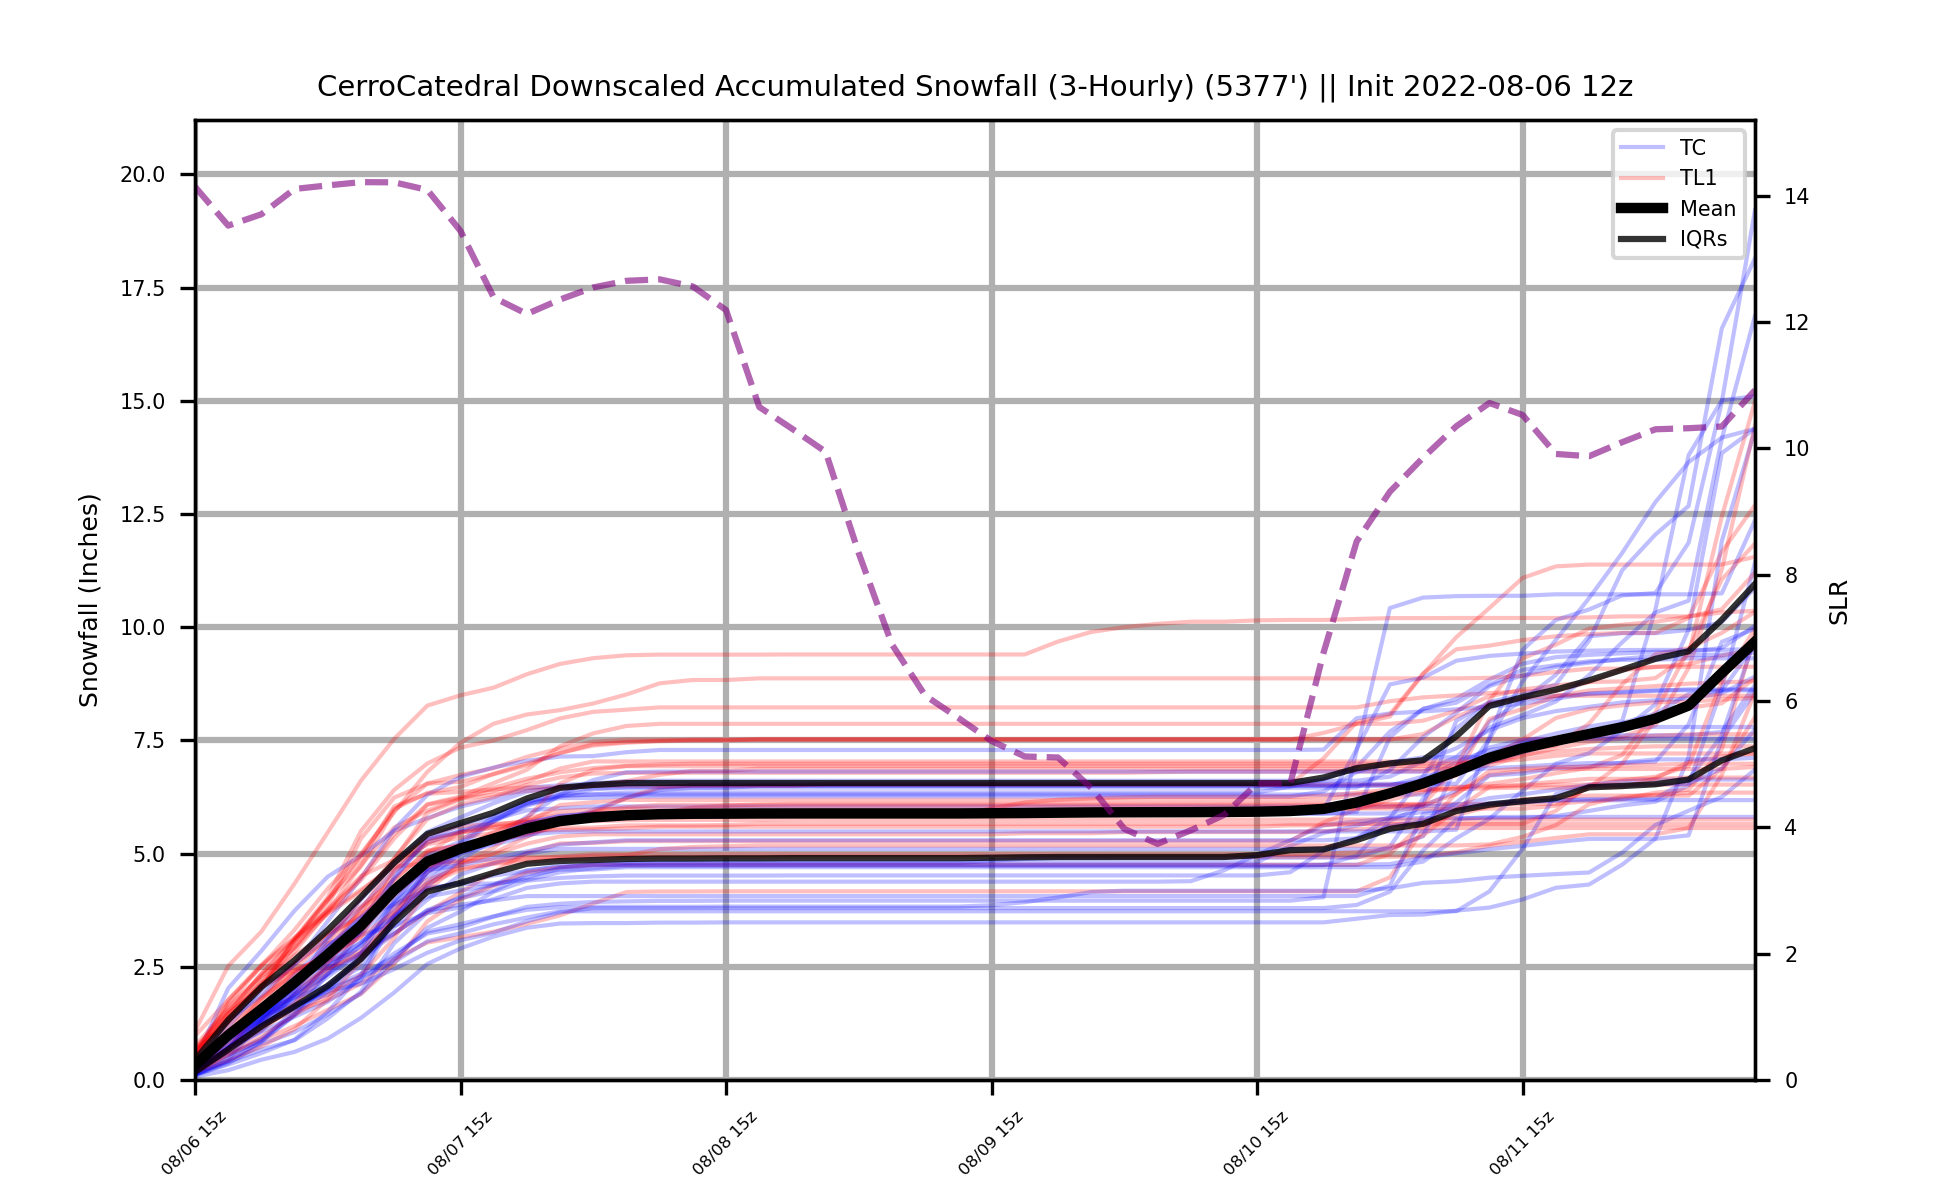 CerroCatedral Downscaled Accumulated Snowfall (3-Hourly) (5377') || Init 2022-08-06 12z
TC
TL1
Mean
IQRs
Snowfall (Inches)
20.0
17.5
15.0
12.5
10.0
7.5
5.0
2.5
0.0
14
12
10
8
6
4
2
0
SLR
08/06 15z
08/07 15z
08/08 15z
08/09 15z
08/10 15z
08/11 15z